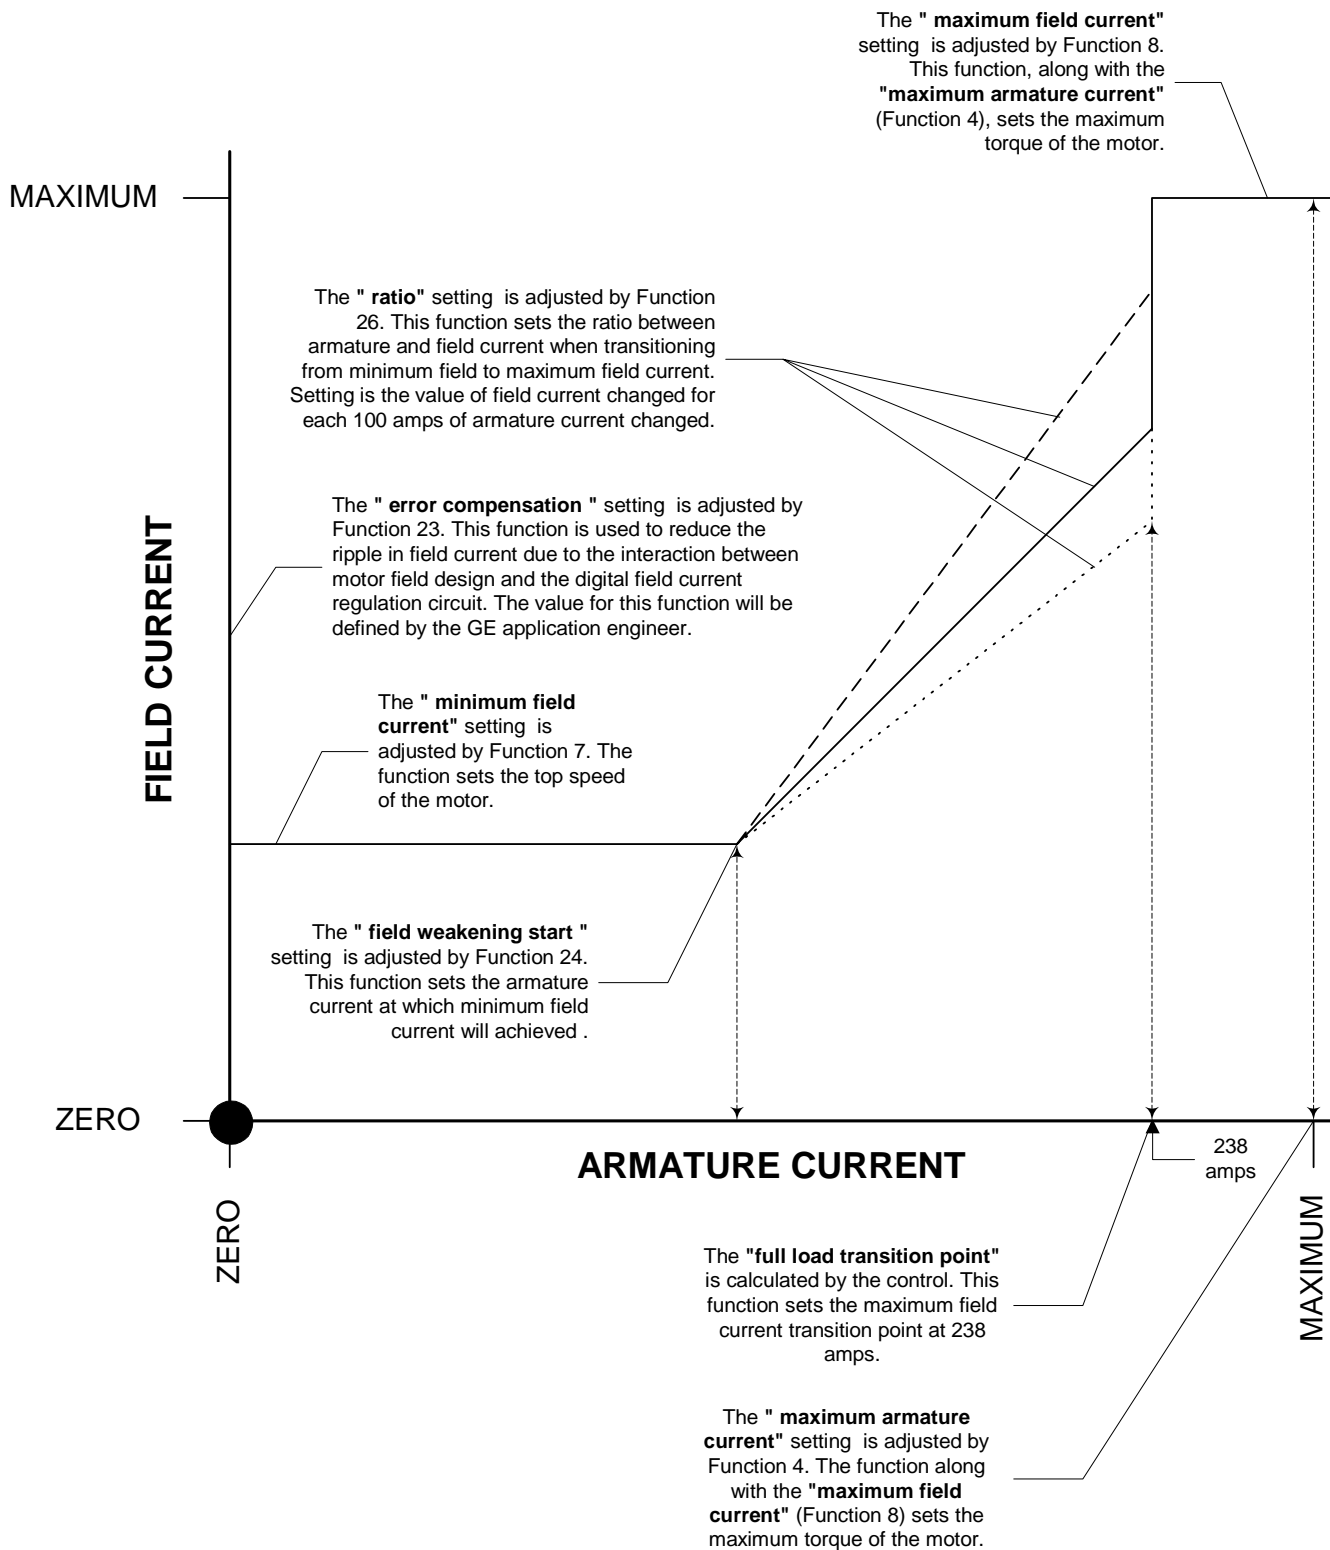 The " maximum field current"
setting is adjusted by Function 8.
This function, along with the
"maximum armature current"
(Function 4), sets the maximum
torque of the motor.
MAXIMUM
The " ratio" setting is adjusted by Function
26. This function sets the ratio between
armature and field current when transitioning
from minimum field to maximum field current.
Setting is the value of field current changed for
each 100 amps of armature current changed.
The " error compensation " setting is adjusted by
Function 23. This function is used to reduce the
ripple in field current due to the interaction between
motor field design and the digital field current
regulation circuit. The value for this function will be
defined by the GE application engineer.
FIELD CURRENT
The " minimum field
current" setting is
adjusted by Function 7. The
function sets the top speed
of the motor.
The " field weakening start "
setting is adjusted by Function 24.
This function sets the armature
current at which minimum field
current will achieved .
ZERO
ARMATURE CURRENT
238
amps
ZERO
MAXIMUM
The "full load transition point"
is calculated by the control. This
function sets the maximum field
current transition point at 238
amps.
The " maximum armature
current" setting is adjusted by
Function 4. The function along
with the "maximum field
current" (Function 8) sets the
maximum torque of the motor.